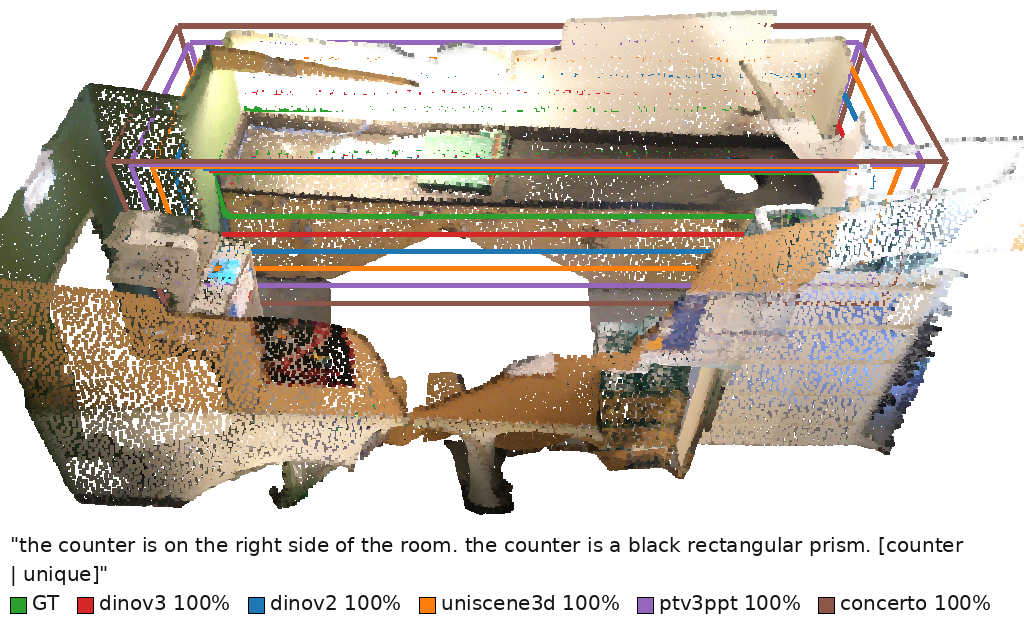 "the counter is on the right side of the room. the counter is a black rectangular prism. [counter
| unique]"
GT dinov3 100% dinov2 100% uniscene3d 100% ptv3ppt 100% concerto 100%